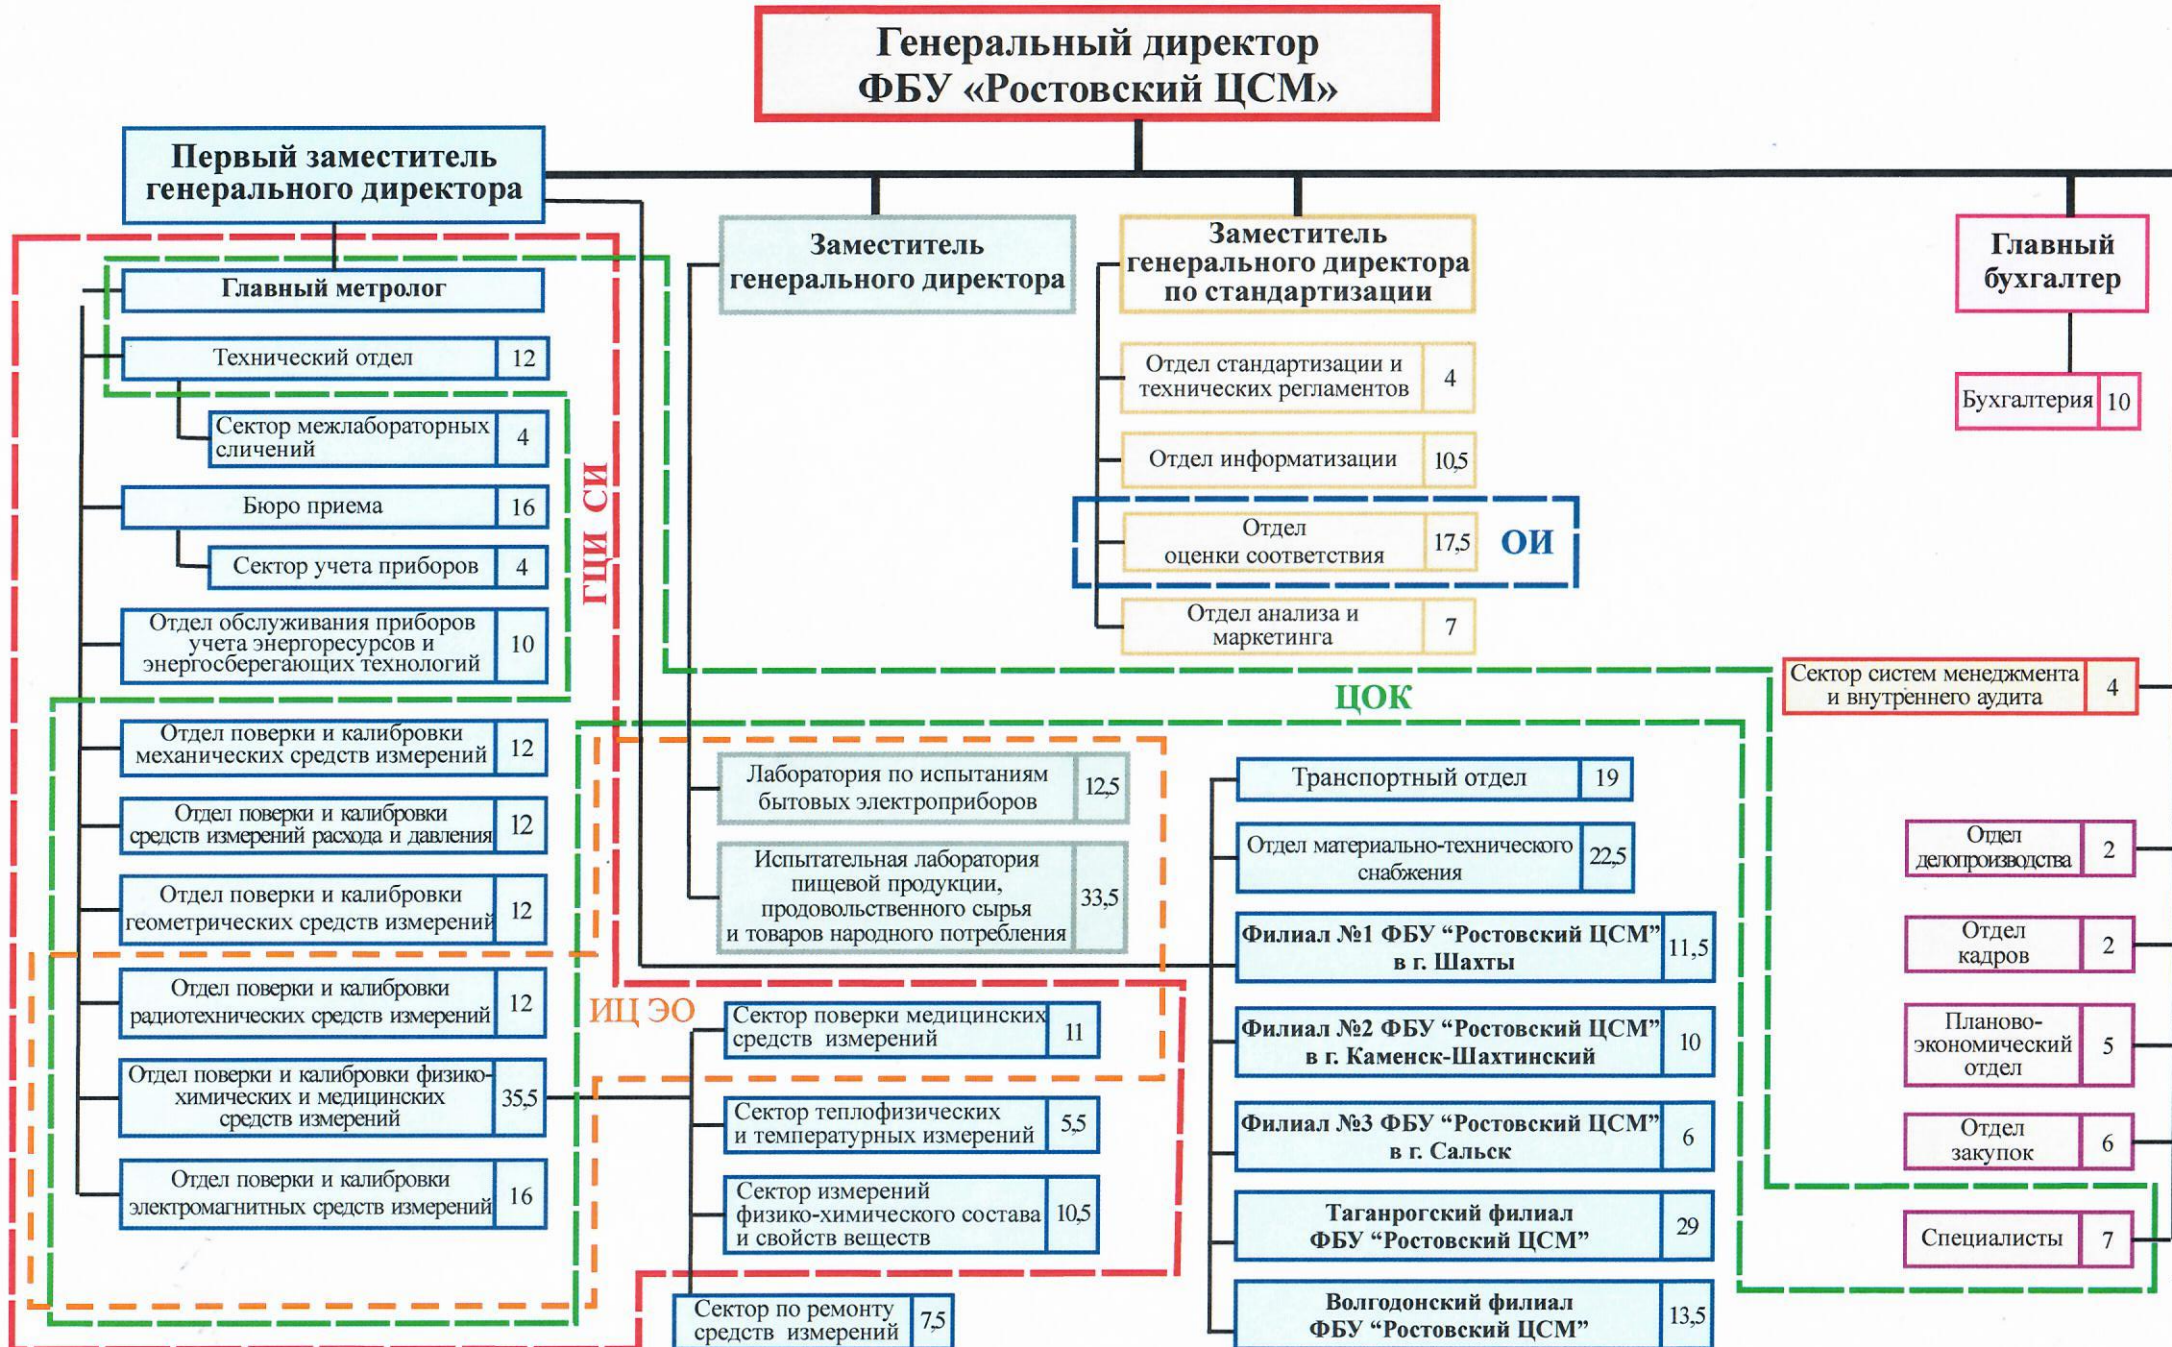 Генеральный директор
ФБУ «Ростовский ЦСМ»
Первый заместитель
генерального директора
Главный метролог
Технический отдел 12
Сектор межлабораторных
сличений
4
Бюро приема 16
Сектор учета приборов 4
Отдел обслуживания приборов
учета энергоресурсов и
энергосберегающих технологий
10
Отдел поверки и калибровки
механических средств измерений
12
Отдел поверки и калибровки
средств измерений расхода и давления
12
Отдел поверки и калибровки
геометрических средств измерений
12
Отдел поверки и калибровки
радиотехнических средств измерений
12
Отдел поверки и калибровки физико-
химических и медицинских
средств измерений
35,5
Отдел поверки и калибровки
электромагнитных средств измерений
16
ГЦИ СИ
Заместитель
генерального директора
Лаборатория по испытаниям
бытовых электроприборов
12,5
Испытательная лаборатория
пищевой продукции,
продовольственного сырья
и товаров народного потребления
33,5
ИЦ ЭО
Сектор поверки медицинских
средств измерений
11
Сектор теплофизических
и температурных измерений
5,5
Сектор измерений
физико-химического состава
и свойств веществ
10,5
Сектор по ремонту
средств измерений
7,5
Заместитель
генерального директора
по стандартизации
Отдел стандартизации и
технических регламентов
4
Отдел информатизации 10,5
Отдел
оценки соответствия
17,5
ОИ
Отдел анализа и
маркетинга
7
ЦОК
Транспортный отдел 19
Отдел материально-технического
снабжения
22,5
Филиал №1 ФБУ “Ростовский ЦСМ”
в г. Шахты
11,5
Филиал №2 ФБУ “Ростовский ЦСМ”
в г. Каменск-Шахтинский
10
Филиал №3 ФБУ “Ростовский ЦСМ”
в г. Сальск
6
Таганрогский филиал
ФБУ “Ростовский ЦСМ”
29
Волгодонский филиал
ФБУ “Ростовский ЦСМ”
13,5
Главный
бухгалтер
Бухгалтерия 10
Сектор систем менеджмента
и внутреннего аудита
4
Отдел
делопроизводства
2
Отдел
кадров
2
Планово-
экономический
отдел
5
Отдел
закупок
6
Специалисты 7